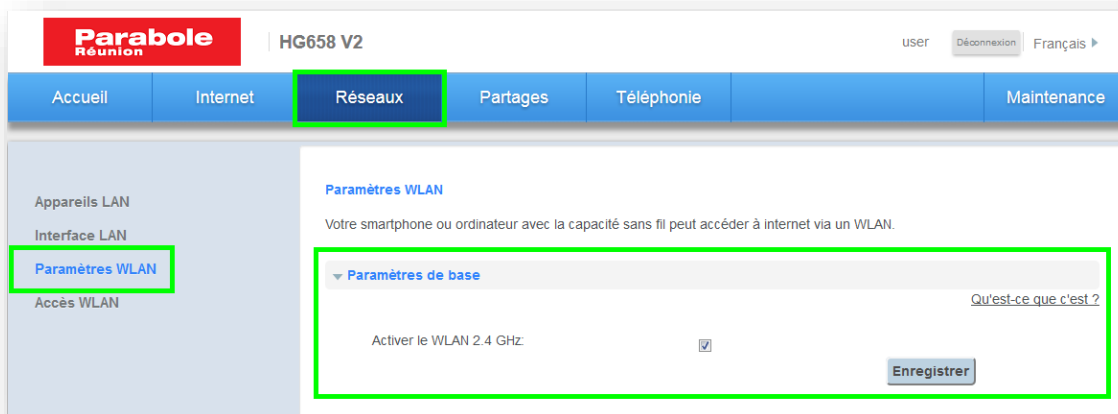 Parabole
Réunion
HG658 V2
user
Déconnexion
Français
Accueil
Internet
Réseaux
Partages
Téléphonie
Maintenance
Appareils LAN
Interface LAN
Paramètres WLAN
Accès WLAN
Paramètres WLAN
Votre smartphone ou ordinateur avec la capacité sans fil peut accéder à internet via un WLAN.
Paramètres de base
Qu'est-ce que c'est ?
Activer le WLAN 2.4 GHz:
Enregistrer